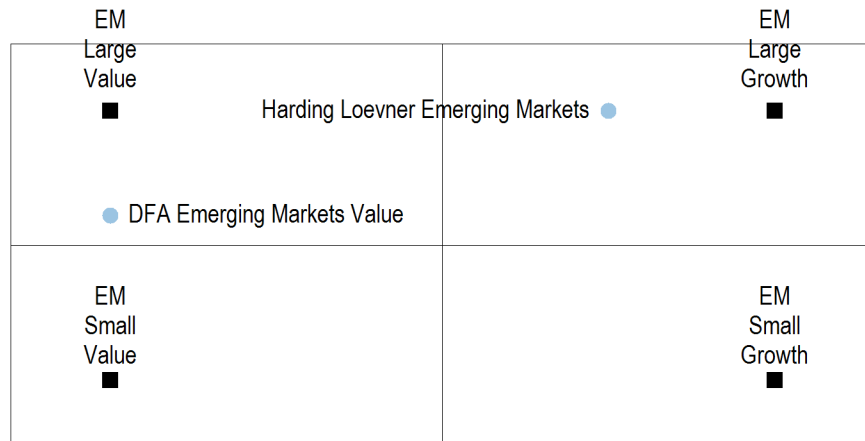 EM
Large
Value
EM
Large
Growth
Harding Loevner Emerging Markets
DFA Emerging Markets Value
EM
Small
Value
EM
Small
Growth